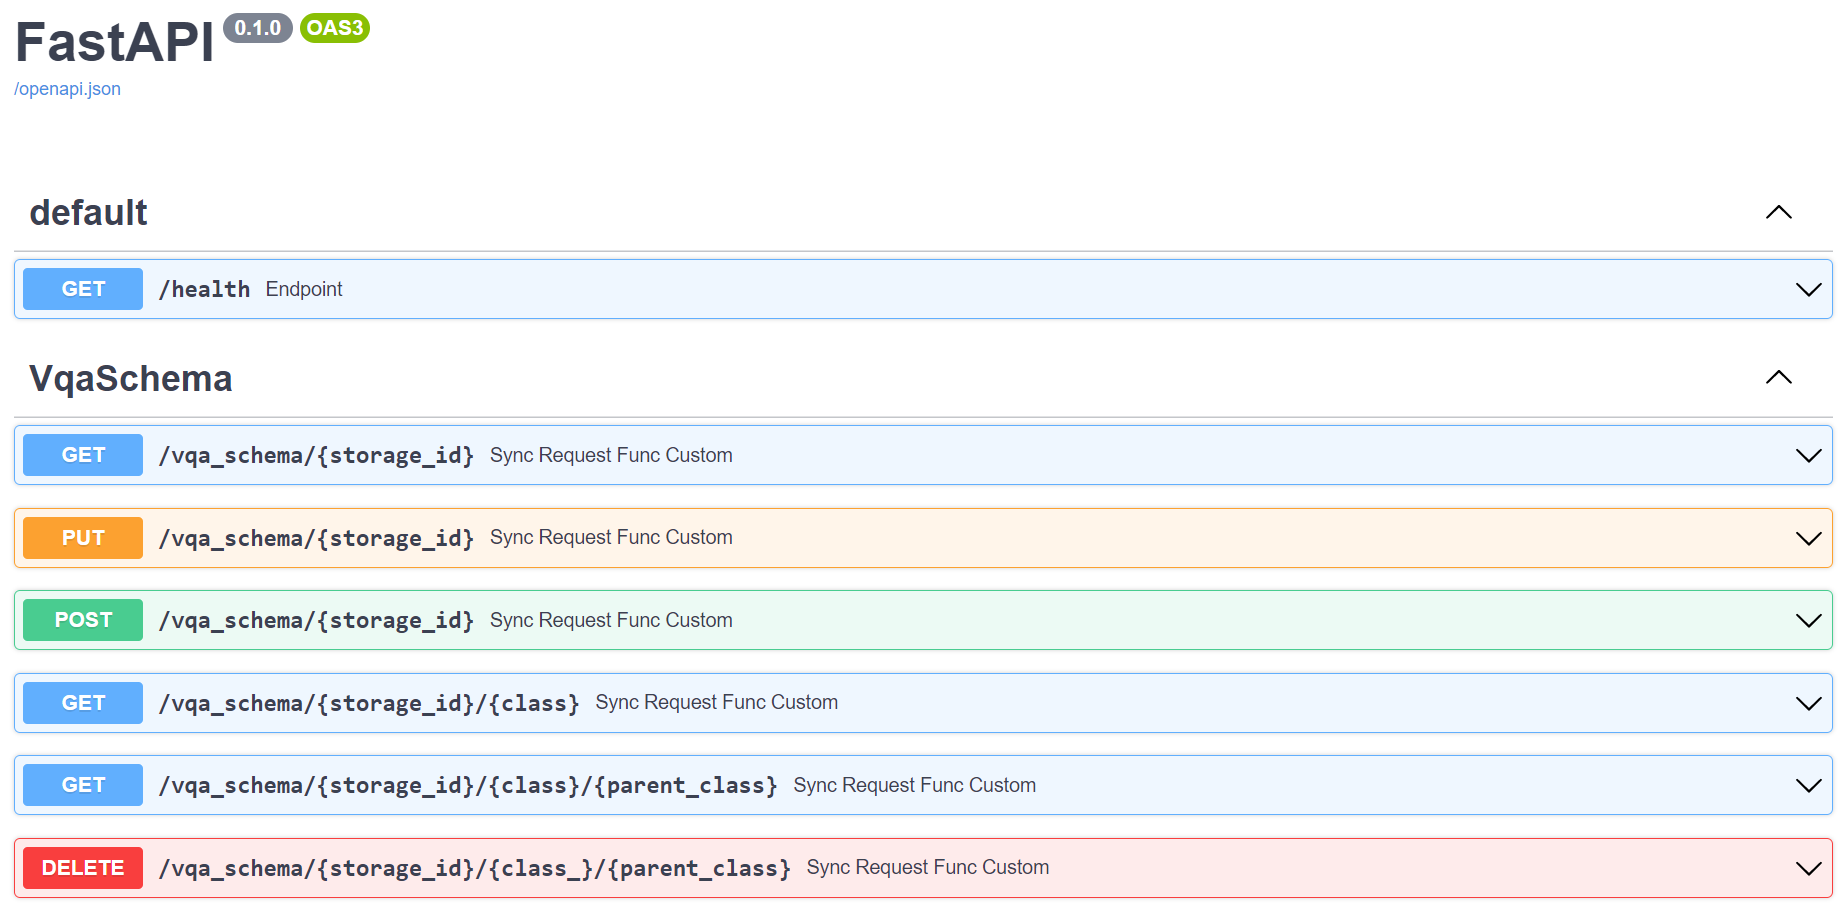 FastAPI 0.1.0 OAS3
/openapi.json
default
GET /health Endpoint
VqaSchema
GET /vqa_schema/{storage_id} Sync Request Func Custom
PUT /vqa_schema/{storage_id} Sync Request Func Custom
POST /vqa_schema/{storage_id} Sync Request Func Custom
GET /vqa_schema/{storage_id}/{class} Sync Request Func Custom
GET /vqa_schema/{storage_id}/{class}/{parent_class} Sync Request Func Custom
DELETE /vqa_schema/{storage_id}/{class_}/{parent_class} Sync Request Func Custom